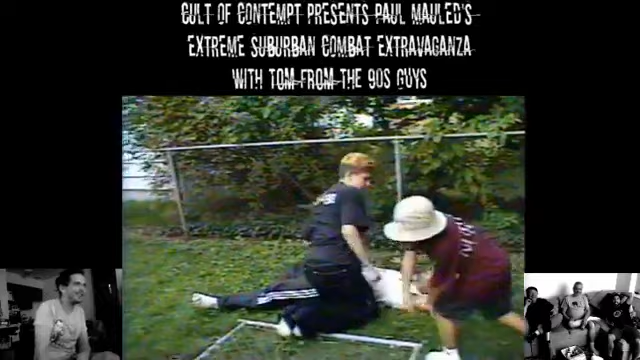 CULT OF CONTEMPT PRESENTS PAUL MAULED'S
EXTREME SUBURBAN COMBAT EXTRAVAGANZA
WITH TOM FROM THE 90S GUYS